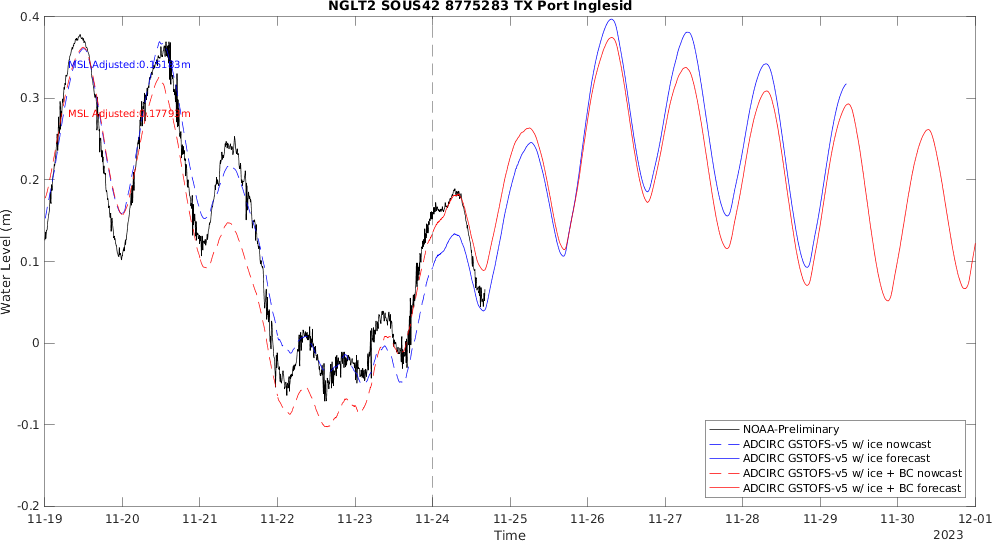 NGLT2 SOUS42 8775283 TX Port Inglesid
Water Level (m)
0.4
0.3
0.2
0.1
0
-0.1
-0.2
MSL Adjusted:
MSL Adjusted:
NOAA-Preliminary
ADCIRC GSTOFS-v5 w/ ice nowcast
ADCIRC GSTOFS-v5 w/ ice forecast
ADCIRC GSTOFS-v5 w/ ice + BC nowcast
ADCIRC GSTOFS-v5 w/ ice + BC forecast
11-19 11-20 11-21 11-22 11-23 11-24 11-25 11-26 11-27 11-28 11-29 11-30 12-01
Time
2023